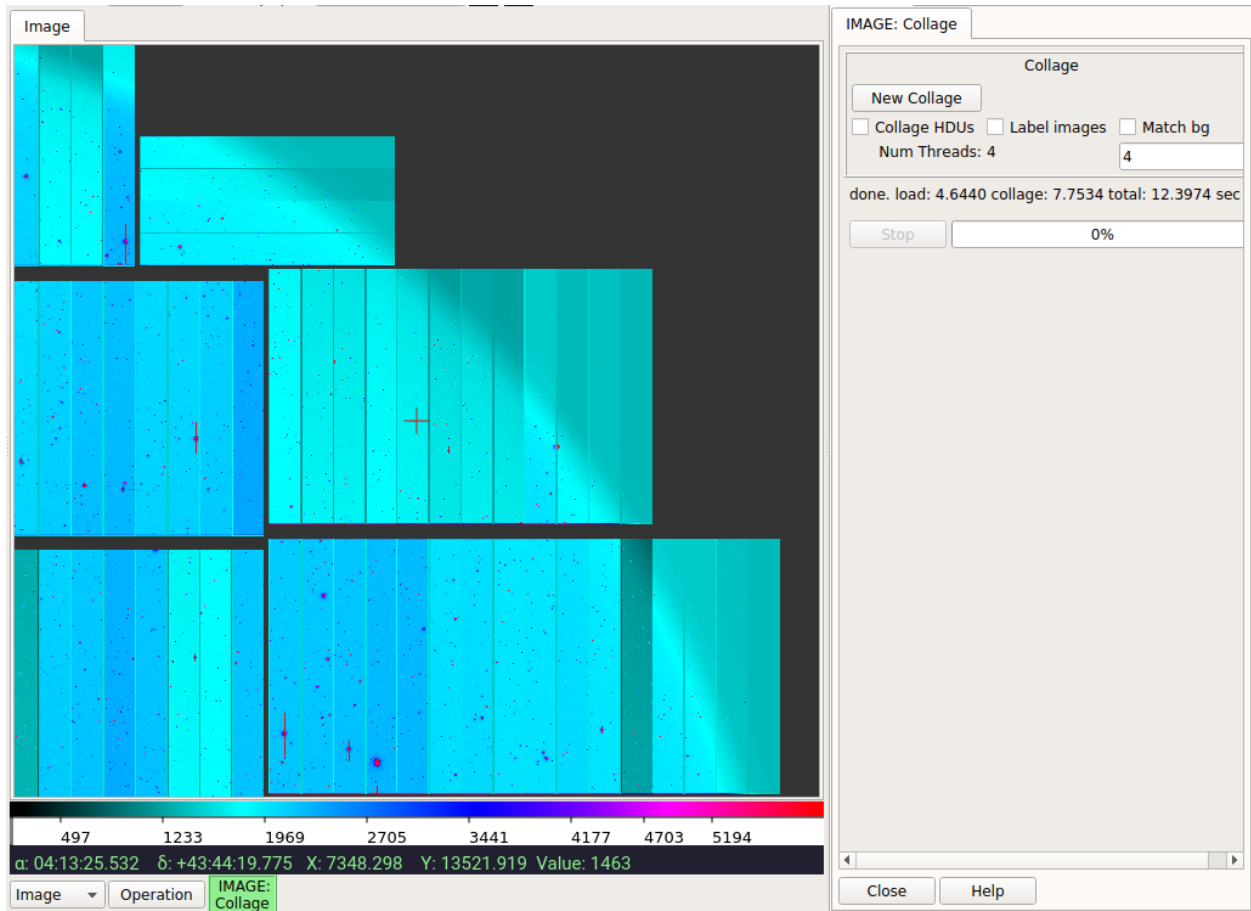 Image
IMAGE: Collage
Collage
New Collage
Collage HDUs Label images Match bg
Num Threads: 4 4
done. load: 4.6440 collage: 7.7534 total: 12.3974 sec
Stop 0%
497 1233 1969 2705 3441 4177 4703 5194
α: 04:13:25.532 δ: +43:44:19.775 X: 7348.298 Y: 13521.919 Value: 1463
Image Operation IMAGE:
Collage
Close Help